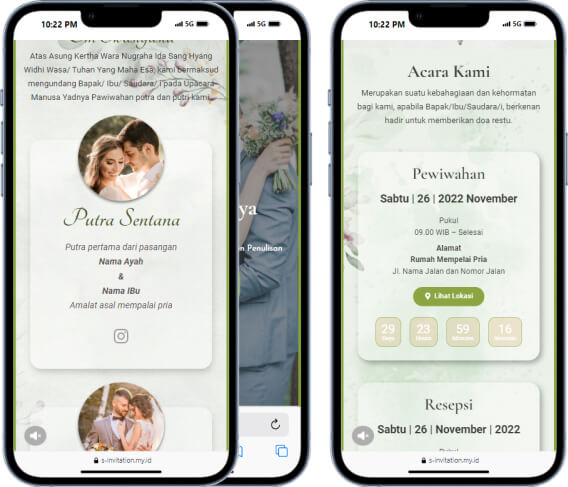 10:22 PM
5G
Om Swastyastu
Atas Asung Kertha Wara Nugraha Ida Sang Hyang
Widhi Wasa/ Tuhan Yang Maha Esa, kami bermaksud
mengundang Bapak/ Ibu/ Saudara/ i pada Upacara
Manusa Yadnya Pawiwahan putra dan putri kami.
Putra Sentana
Putra pertama dari pasangan
Nama Ayah
&
Nama IBu
Amalat asal mempalai pria
s-invitation.my.id
5G
ya
n Penulisan
10:22 PM
5G
Acara Kami
Merupakan suatu kebahagiaan dan kehormatan
bagi kami, apabila Bapak/Ibu/Saudara/i, berkenan
hadir untuk memberikan doa restu.
Pewiwahan
Sabtu | 26 | 2022 November
Pukul
09.00 WIB – Selesai
Alamat
Rumah Mempelai Pria
Jl. Nama Jalan dan Nomor Jalan
Lihat Lokasi
29 23 59 16
Days Hours Minutes Seconds
Resepsi
Sabtu | 26 | November | 2022
Pukul
s-invitation.my.id